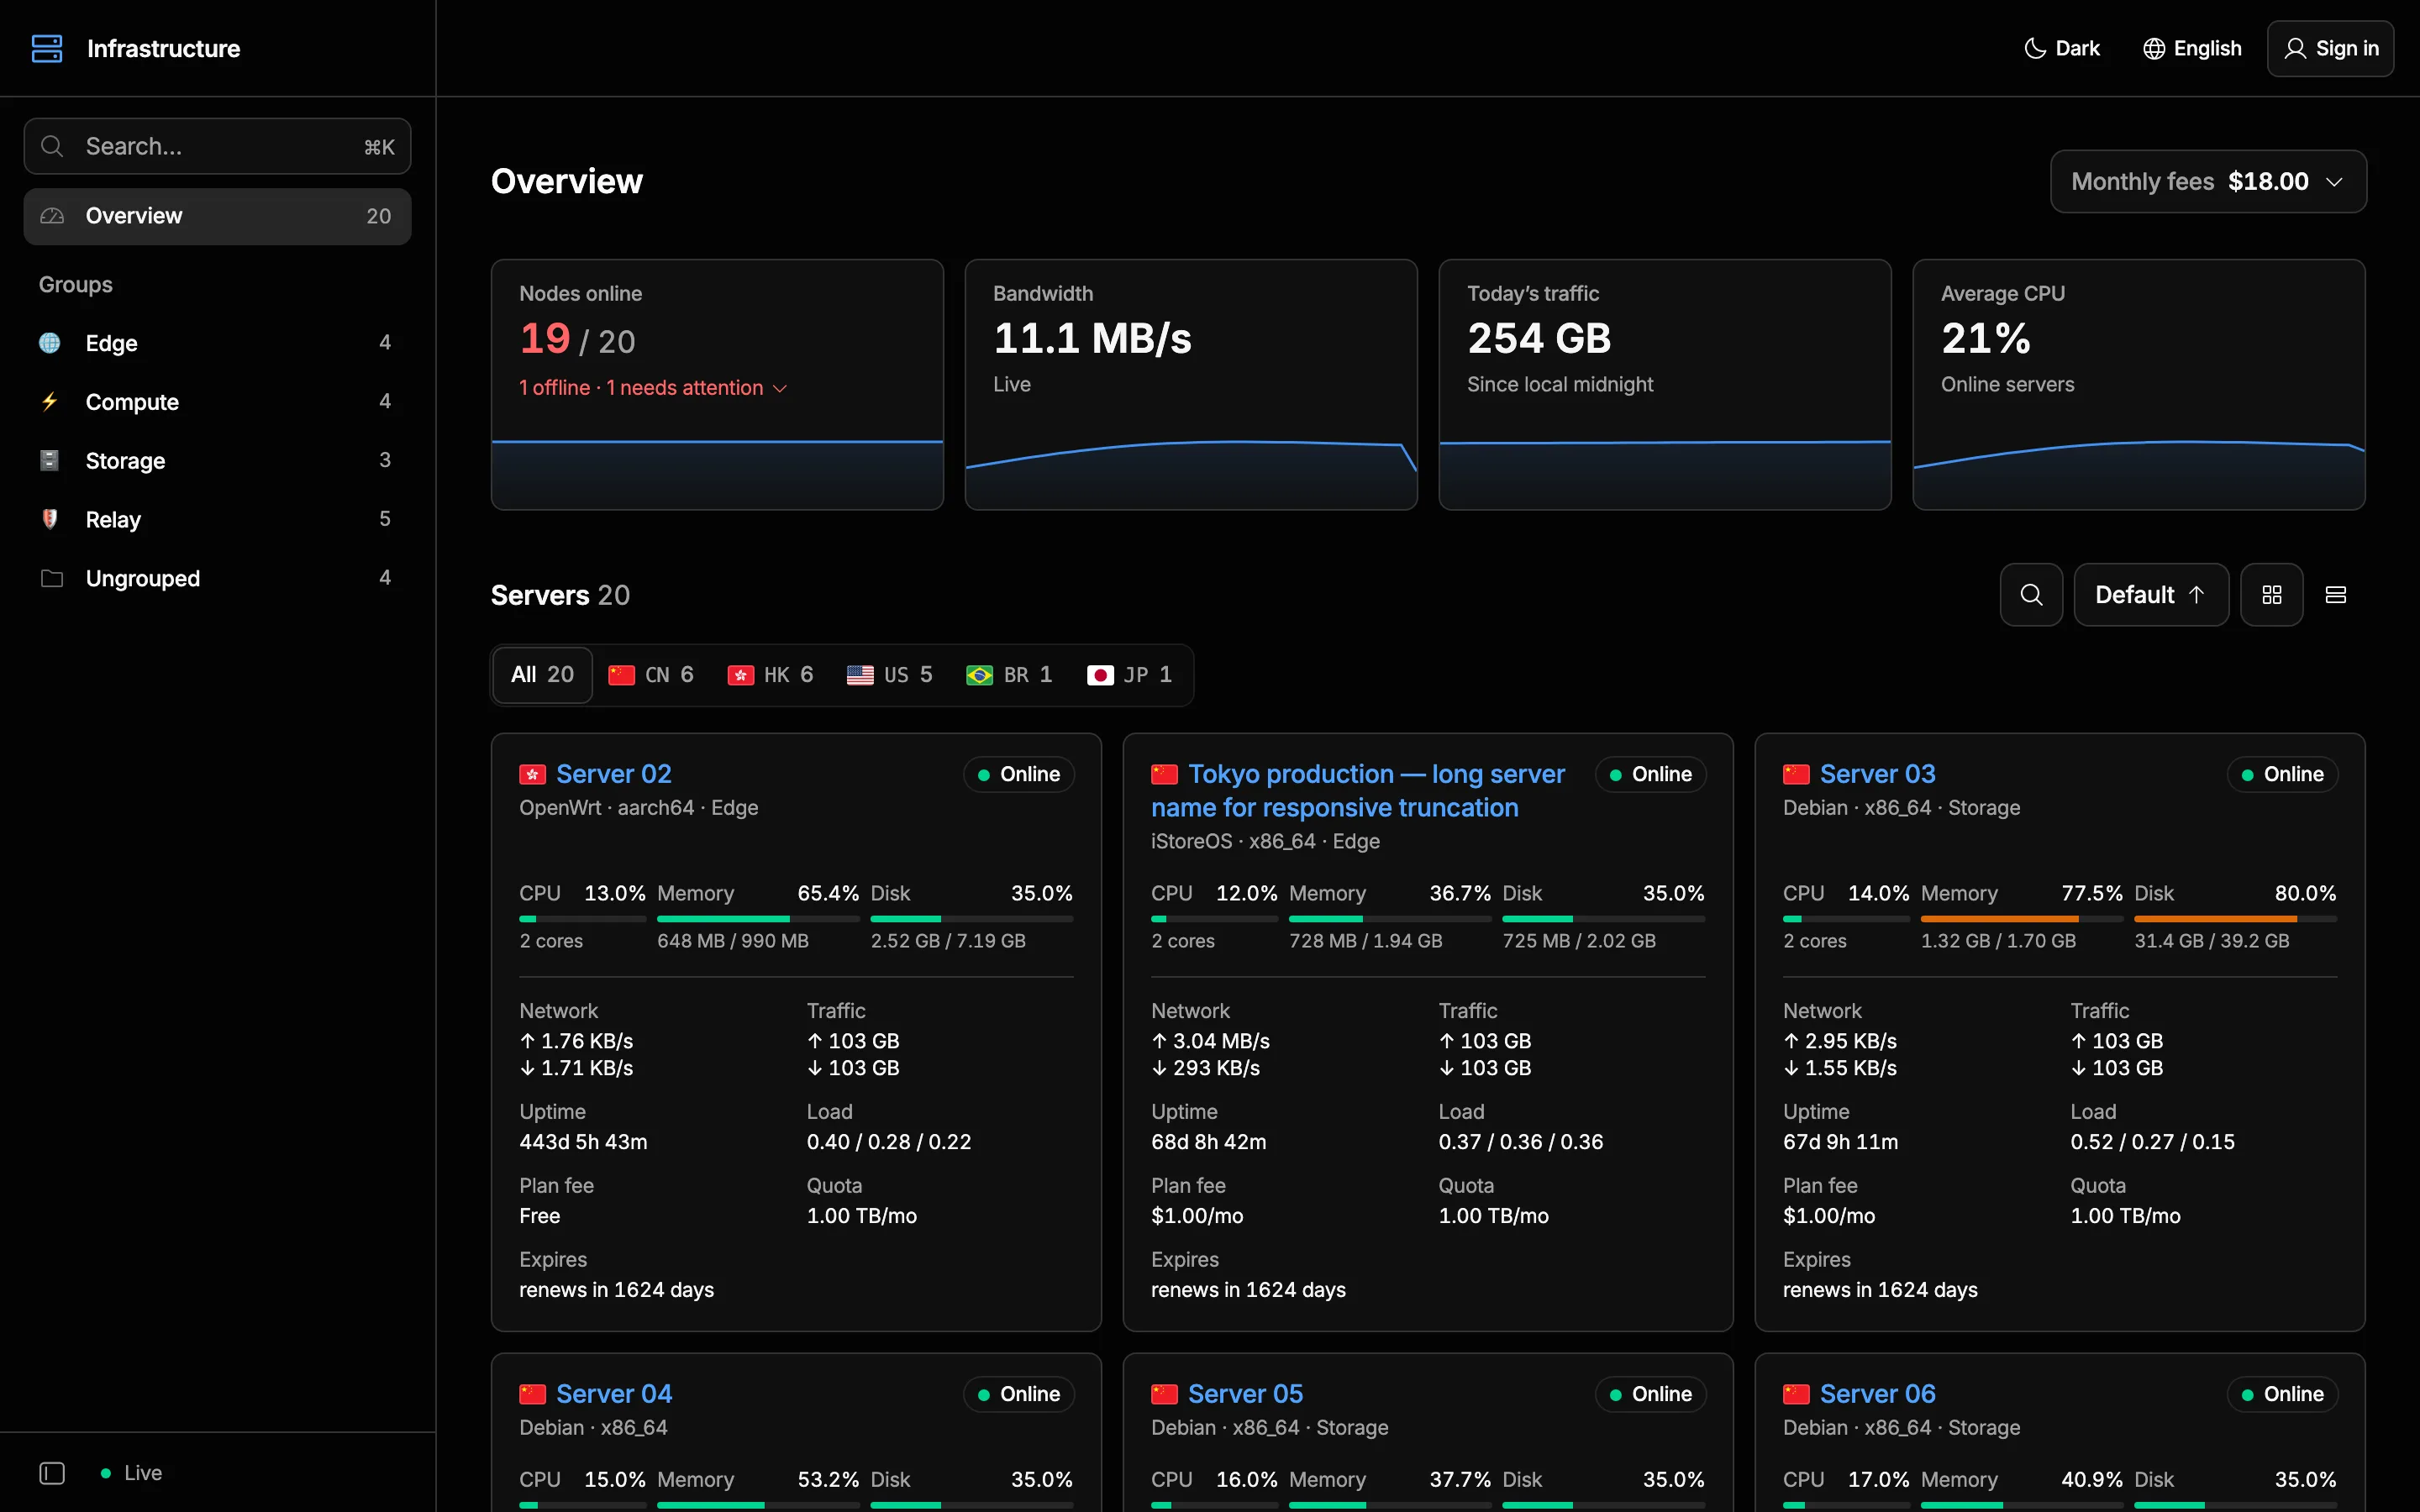 Infrastructure
Dark
English
Sign in
Search...
⌘K
Overview 20
Groups
Edge 4
Compute 4
Storage 3
Relay 5
Ungrouped 4
Live
Overview
Monthly fees $18.00
Nodes online
19 / 20
1 offline · 1 needs attention
Bandwidth
11.1 MB/s
Live
Today’s traffic
254 GB
Since local midnight
Average CPU
21%
Online servers
Servers 20
Default ↑
All 20
CN 6
HK 6
US 5
BR 1
JP 1
Server 02
Online
OpenWrt · aarch64 · Edge
CPU 13.0% Memory 65.4% Disk 35.0%
2 cores 648 MB / 990 MB 2.52 GB / 7.19 GB
Network Traffic
↑ 1.76 KB/s ↑ 103 GB
↓ 1.71 KB/s ↓ 103 GB
Uptime Load
443d 5h 43m 0.40 / 0.28 / 0.22
Plan fee Quota
Free 1.00 TB/mo
Expires
renews in 1624 days
Tokyo production — long server
name for responsive truncation
Online
iStoreOS · x86_64 · Edge
CPU 12.0% Memory 36.7% Disk 35.0%
2 cores 728 MB / 1.94 GB 725 MB / 2.02 GB
Network Traffic
↑ 3.04 MB/s ↑ 103 GB
↓ 293 KB/s ↓ 103 GB
Uptime Load
68d 8h 42m 0.37 / 0.36 / 0.36
Plan fee Quota
$1.00/mo 1.00 TB/mo
Expires
renews in 1624 days
Server 03
Online
Debian · x86_64 · Storage
CPU 14.0% Memory 77.5% Disk 80.0%
2 cores 1.32 GB / 1.70 GB 31.4 GB / 39.2 GB
Network Traffic
↑ 2.95 KB/s ↑ 103 GB
↓ 1.55 KB/s ↓ 103 GB
Uptime Load
67d 9h 11m 0.52 / 0.27 / 0.15
Plan fee Quota
$1.00/mo 1.00 TB/mo
Expires
renews in 1624 days
Server 04
Online
Debian · x86_64
CPU 15.0% Memory 53.2% Disk 35.0%
Server 05
Online
Debian · x86_64 · Storage
CPU 16.0% Memory 37.7% Disk 35.0%
Server 06
Online
Debian · x86_64 · Storage
CPU 17.0% Memory 40.9% Disk 35.0%